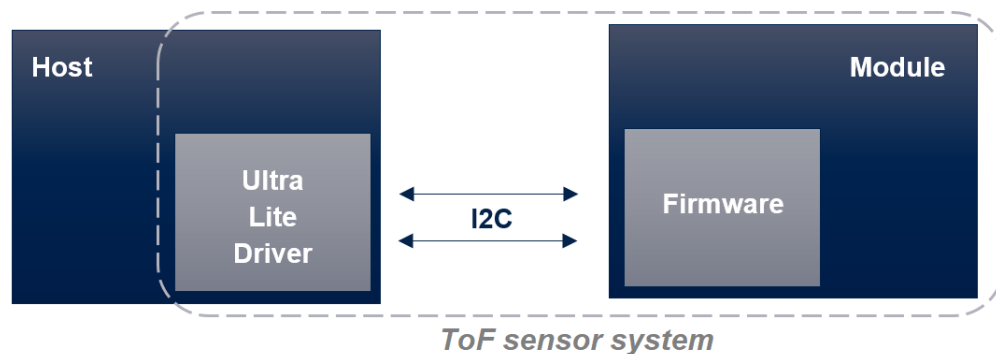 Host
Module
Ultra
Lite
Driver
I2C
Firmware
ToF sensor system